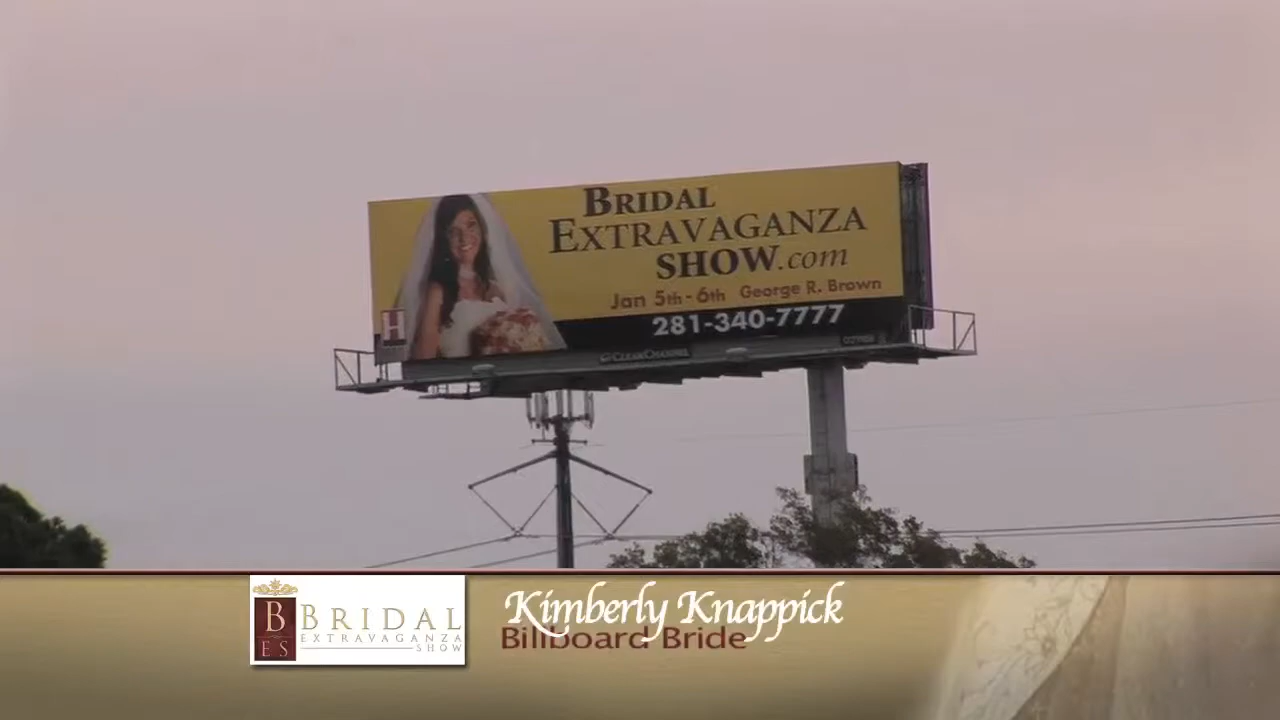 BRIDAL
EXTRAVAGANZA
SHOW.com
Jan 5th - 6th George R. Brown
281-340-7777
H
CLEARCHANNEL
B
ES
BRIDAL
EXTRAVAGANZA
SHOW
Kimberly Knappick
Billboard Bride